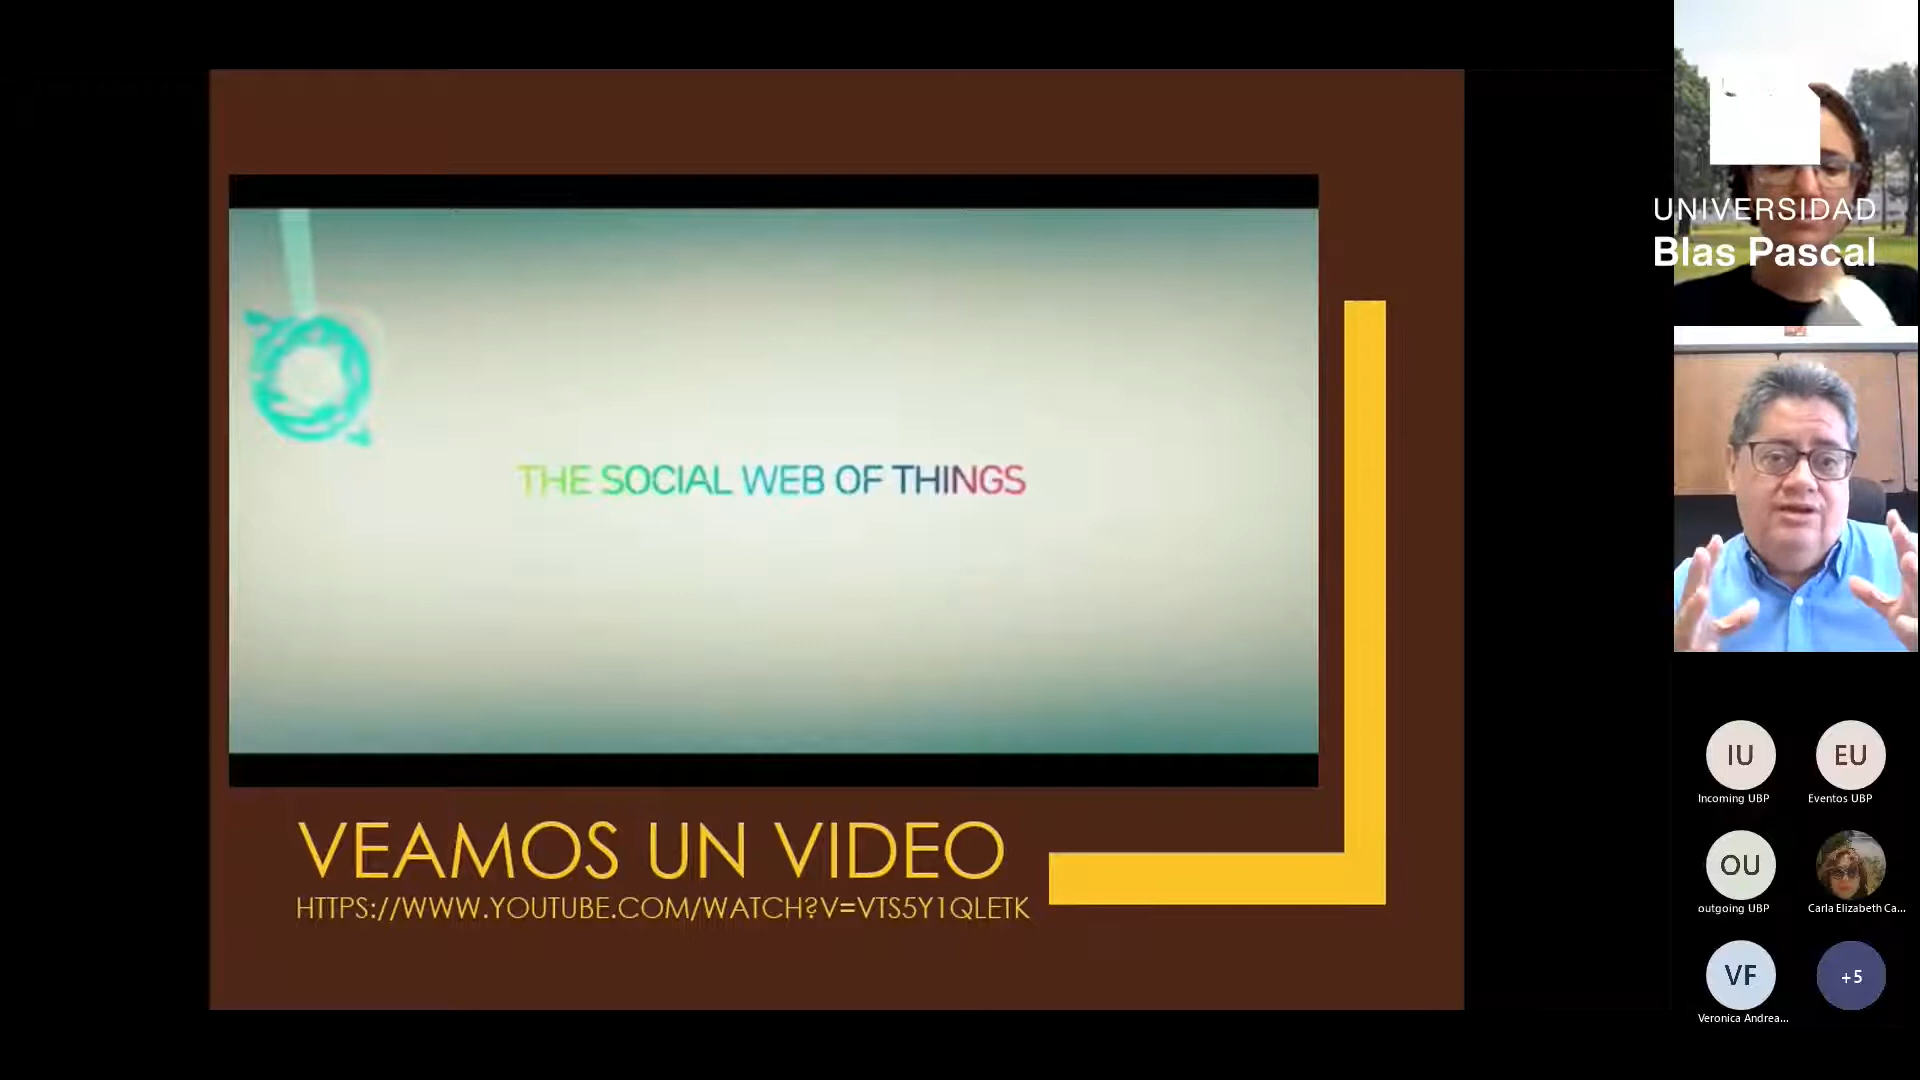 THE SOCIAL WEB OF THINGS
VEAMOS UN VIDEO
HTTPS://WWW.YOUTUBE.COM/WATCH?V=VTS5Y1QLETK
UNIVERSIDAD
Blas Pascal
IU
EU
Incoming UBP
Eventos UBP
OU
outgoing UBP
Carla Elizabeth Ca...
VF
+5
Veronica Andrea...